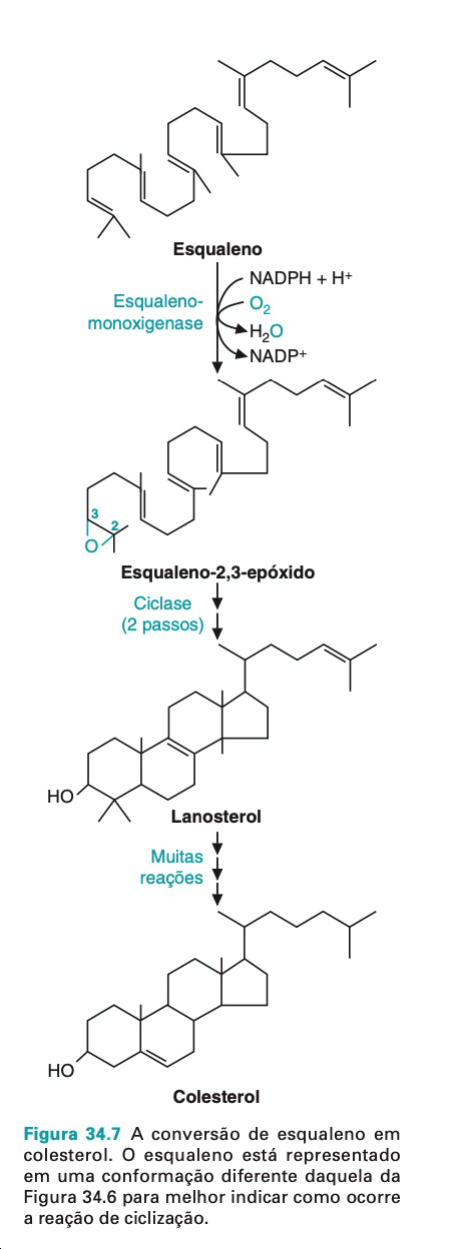 Esqualeno
NADPH + H⁺
Esqualeno-
monoxigenase
O₂
H₂O
NADP⁺
3
2
O
Esqualeno-2,3-epóxido
Ciclase
(2 passos)
HO
Lanosterol
Muitas
reações
HO
Colesterol
Figura 34.7 A conversão de esqualeno em
colesterol. O esqualeno está representado
em uma conformação diferente daquela da
Figura 34.6 para melhor indicar como ocorre
a reação de ciclização.